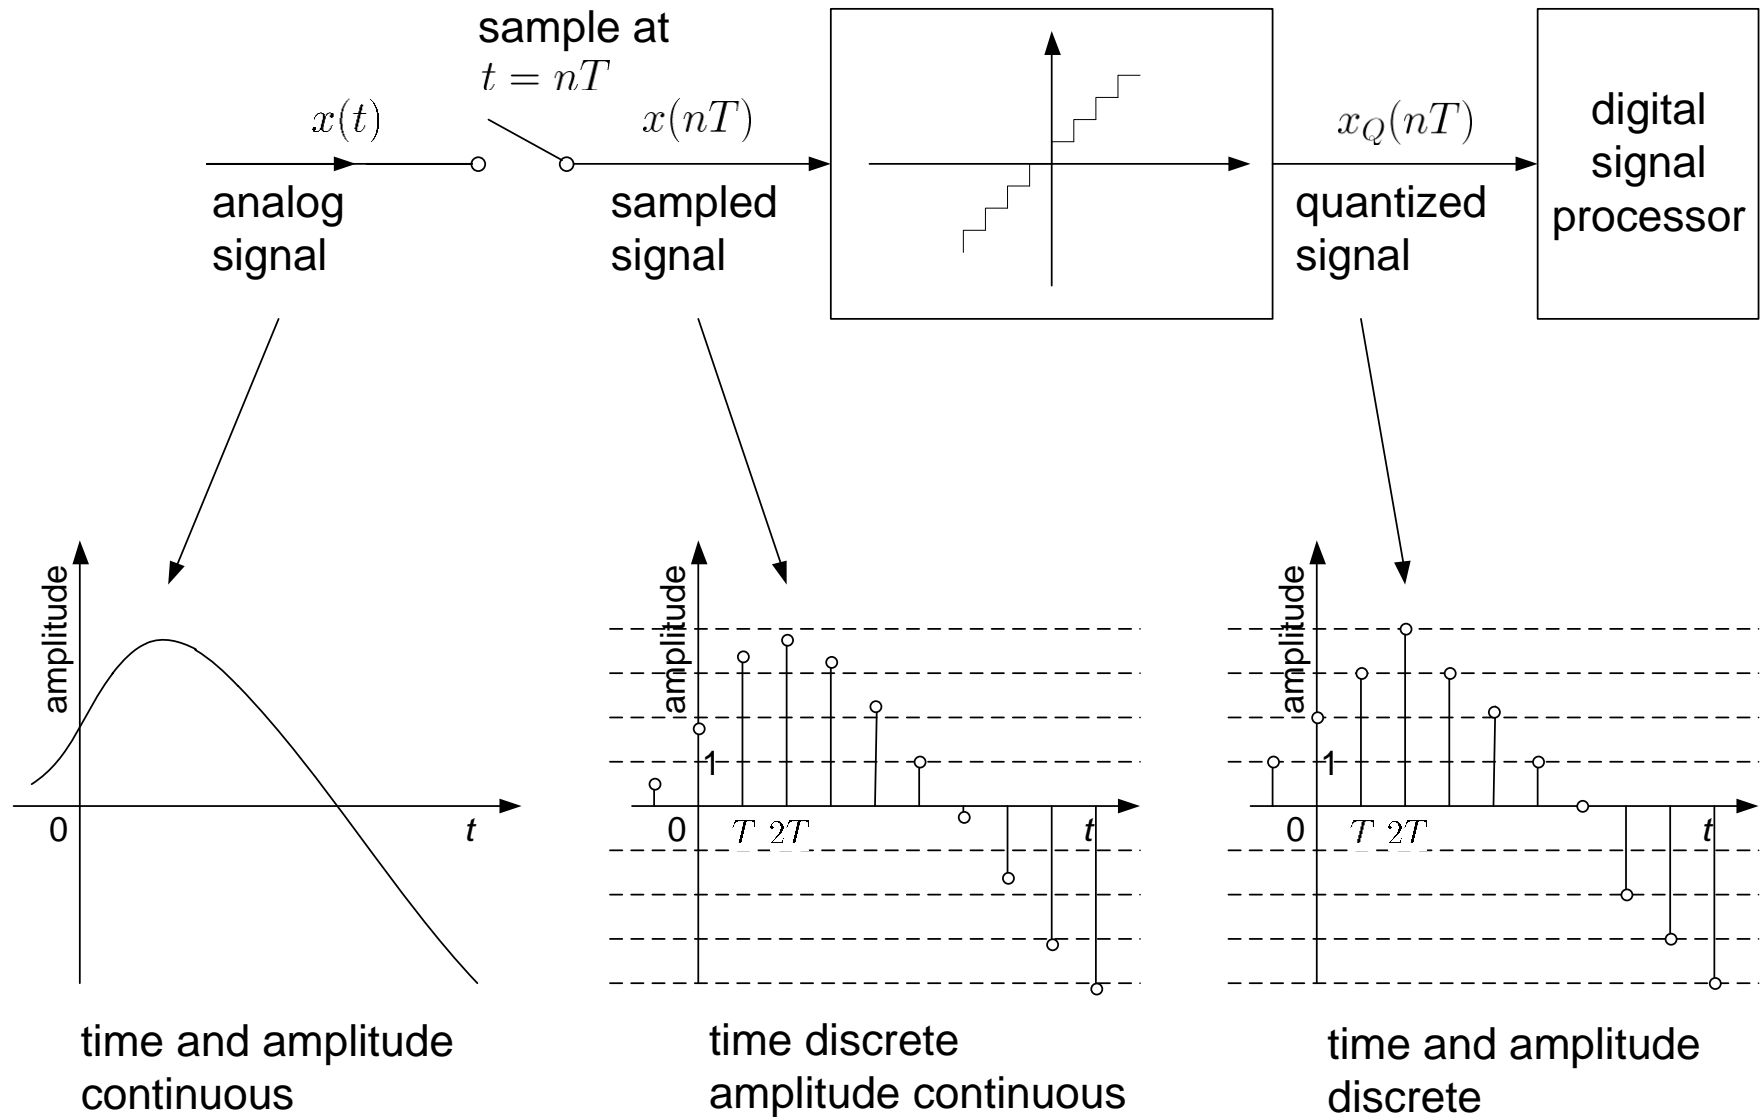 sample at
t = nT
x(t)
x(nT)
x_Q(nT)
digital
signal
processor
analog
signal
sampled
signal
quantized
signal
amplitude
0
t
amplitude
1
0
T 2T
t
amplitude
1
0
T 2T
t
time and amplitude
continuous
time discrete
amplitude continuous
time and amplitude
discrete